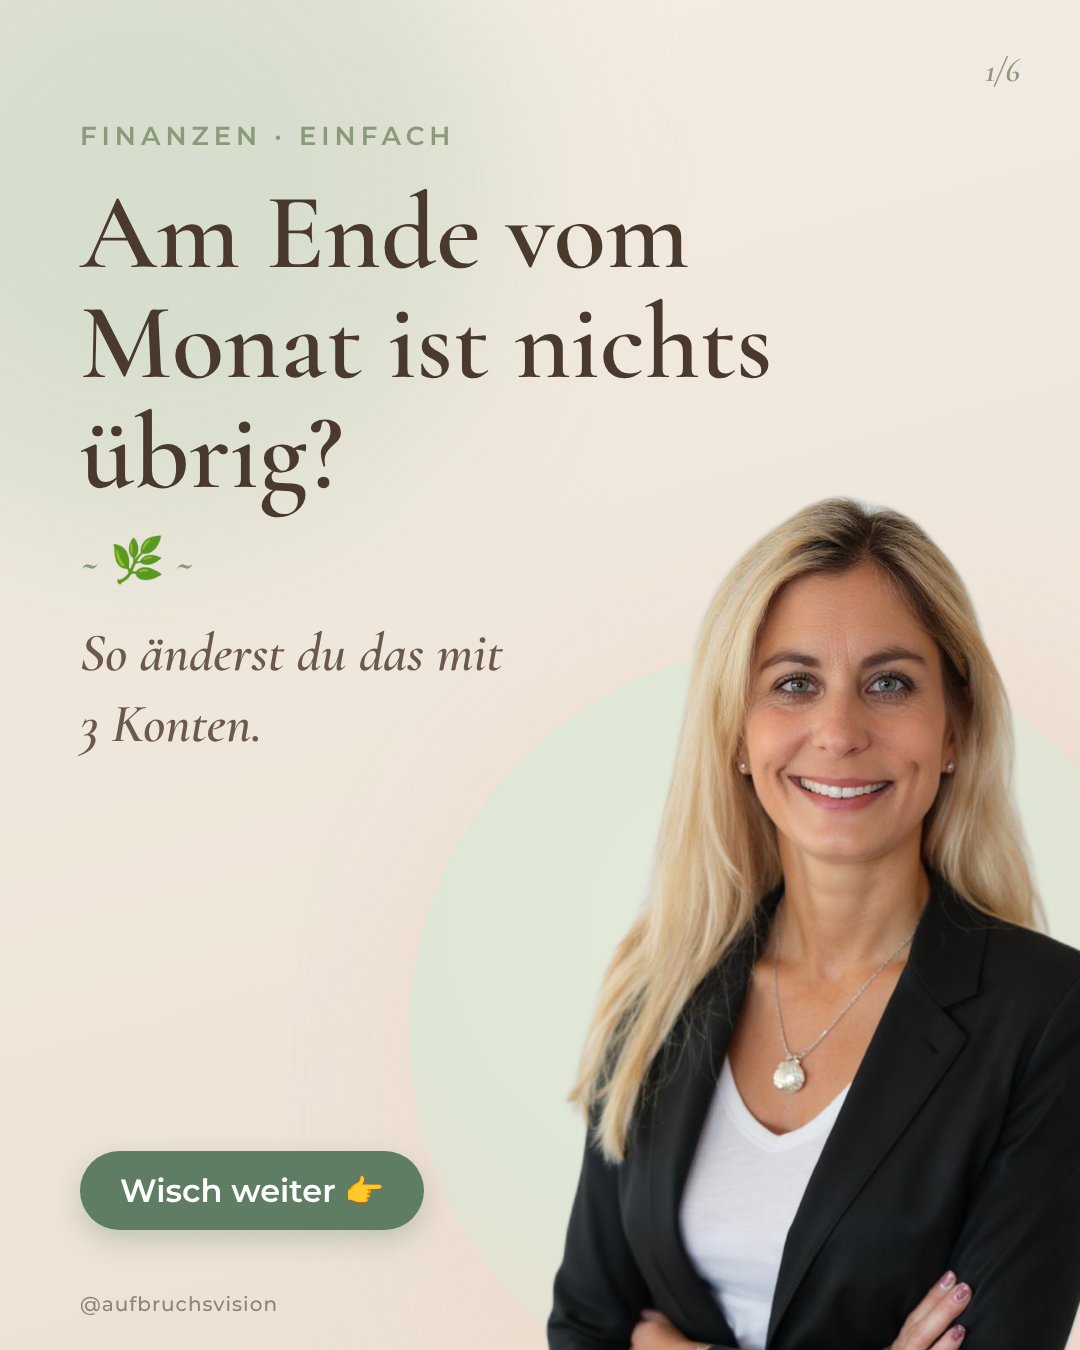 1/6
FINANZEN · EINFACH
Am Ende vom
Monat ist nichts
übrig?
~ 🌿 ~
So änderst du das mit
3 Konten.
Wisch weiter 👉
@aufbruchsvision